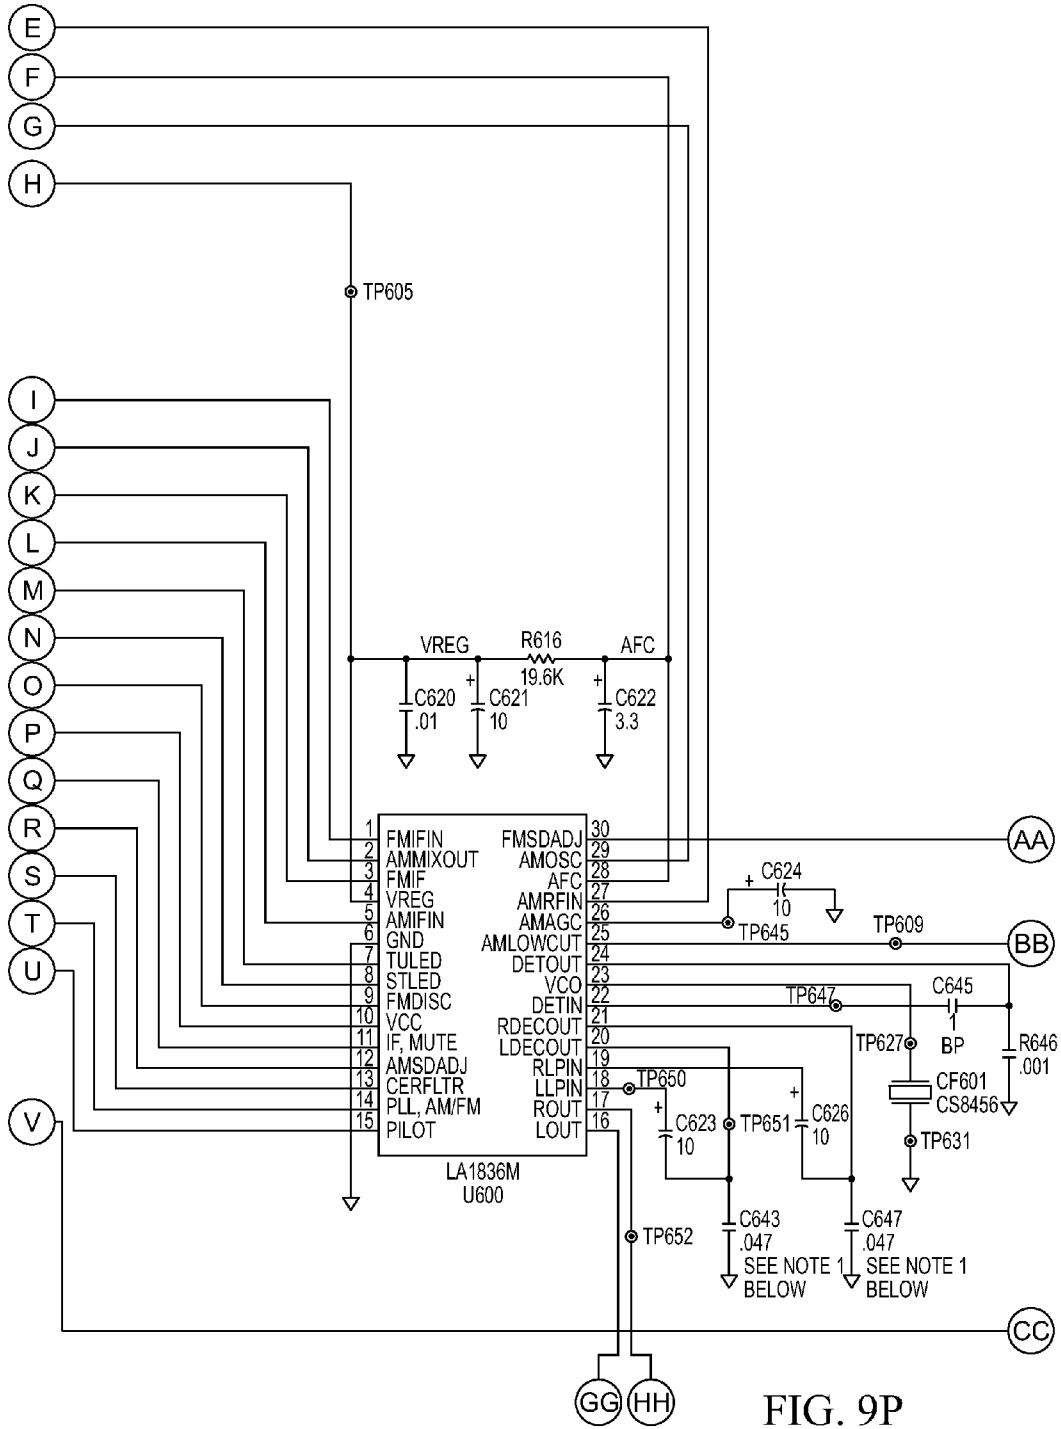 E
F
G
H
TP605
I
J
K
L
M
N
O
P
Q
R
S
T
U
V
VREG
R616
19.6K
AFC
C620
.01
+
C621
10
+
C622
3.3
1 FMIFIN
2 AMMIXOUT
3 FMIF
4 VREG
5 AMIFIN
6 GND
7 TULED
8 STLED
9 FMDISC
10 VCC
11 IF, MUTE
12 AMSDADJ
13 CERFLTR
14 PLL, AM/FM
15 PILOT
FMSDADJ 30
AMOSC 29
AFC 28
AMRFIN 27
AMAGC 26
AMLOWCUT 25
DETOUT 24
VCO 23
DETIN 22
RDECOUT 21
LDECOUT 20
RLPIN 19
LLPIN 18
ROUT 17
LOUT 16
LA1836M
U600
AA
+
C624
10
TP645
TP609
BB
TP647
C645
1
BP
TP627
R646
.001
CF601
CS8456
TP631
TP650
+
C623
10
TP651
+
C626
10
TP652
C643
.047
SEE NOTE 1
BELOW
C647
.047
SEE NOTE 1
BELOW
CC
GG
HH
FIG. 9P